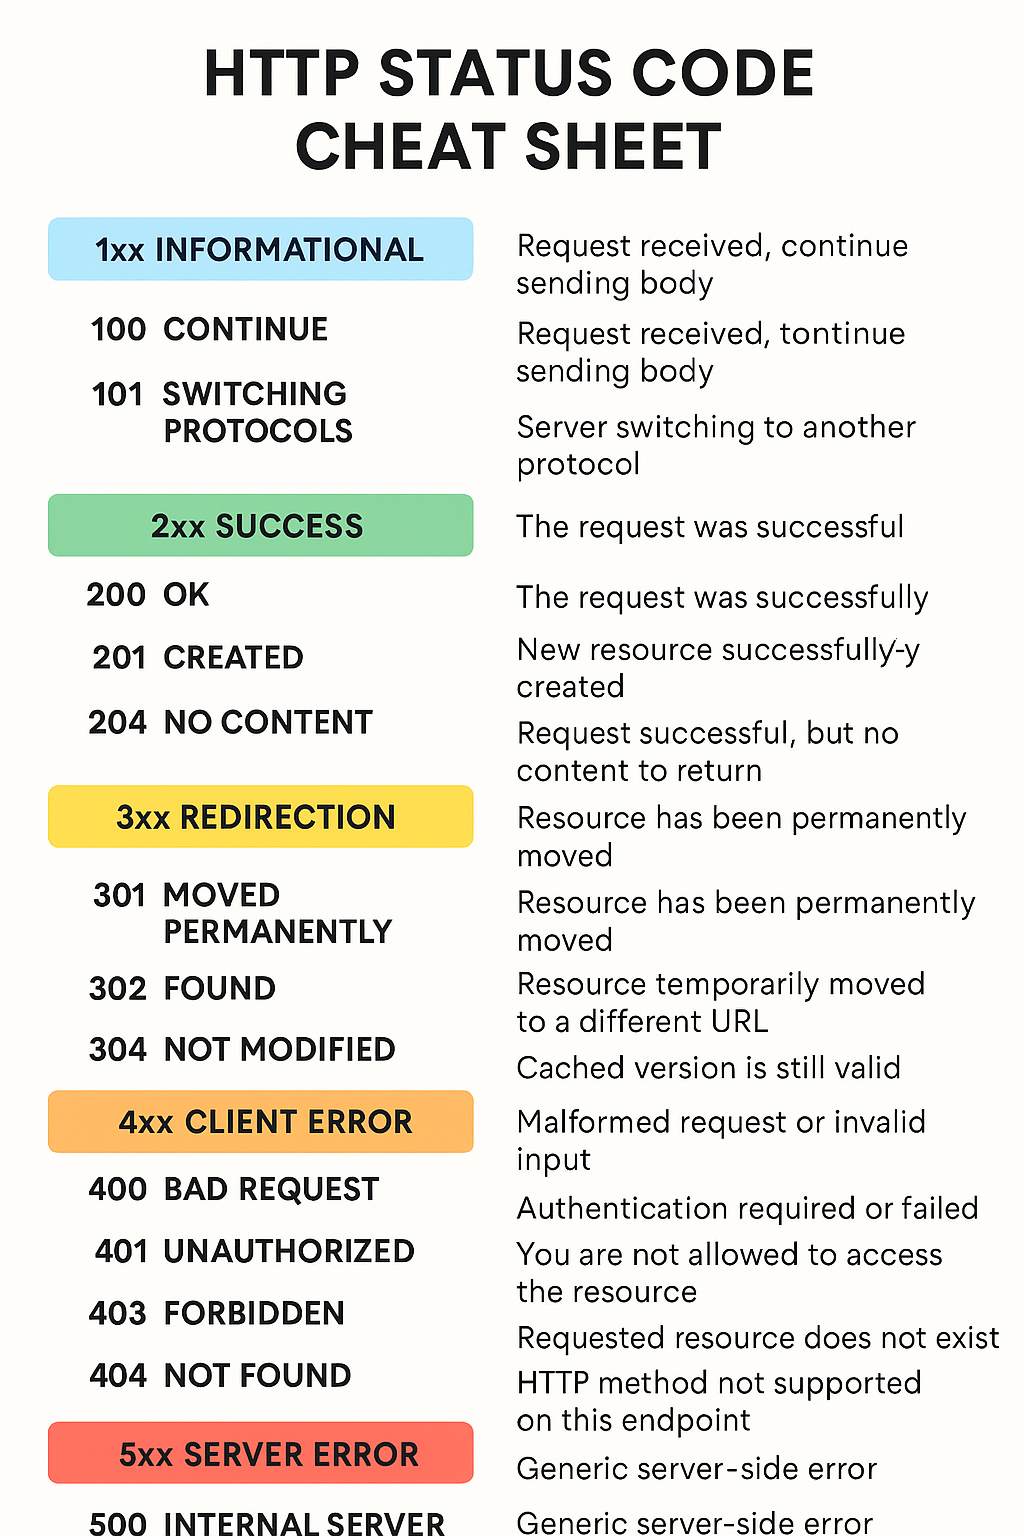 HTTP STATUS CODE
CHEAT SHEET
1xx INFORMATIONAL
Request received, continue
sending body
100 CONTINUE
Request received, tontinue
sending body
101 SWITCHING
PROTOCOLS
Server switching to another
protocol
2xx SUCCESS
The request was successful
200 OK
The request was successfully
201 CREATED
New resource successfully-y
created
204 NO CONTENT
Request successful, but no
content to return
3xx REDIRECTION
Resource has been permanently
moved
301 MOVED
PERMANENTLY
Resource has been permanently
moved
302 FOUND
Resource temporarily moved
to a different URL
304 NOT MODIFIED
Cached version is still valid
4xx CLIENT ERROR
Malformed request or invalid
input
400 BAD REQUEST
Authentication required or failed
401 UNAUTHORIZED
You are not allowed to access
the resource
403 FORBIDDEN
Requested resource does not exist
404 NOT FOUND
HTTP method not supported
on this endpoint
5xx SERVER ERROR
Generic server-side error
500 INTERNAL SERVER
Generic server-side error